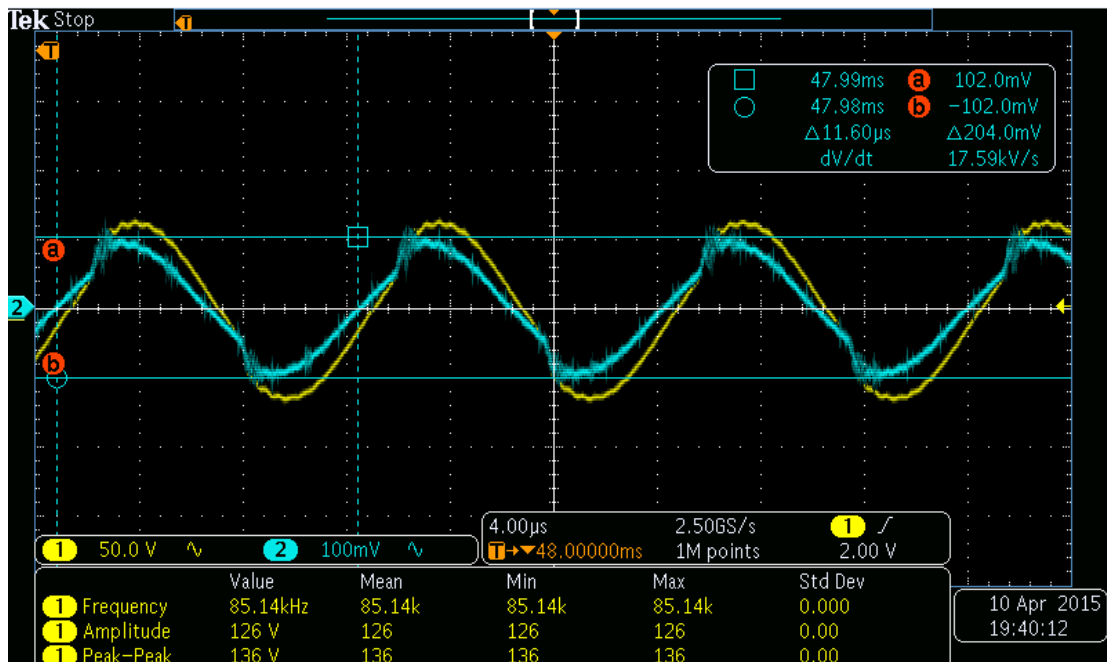 Tek Stop
T
T
47.99ms a 102.0mV
47.98ms b −102.0mV
Δ11.60µs Δ204.0mV
dV/dt 17.59kV/s
a
2
b
1 50.0 V 2 100mV
4.00µs 2.50GS/s 1
T→▼48.00000ms 1M points 2.00 V
Value Mean Min Max Std Dev
1 Frequency 85.14kHz 85.14k 85.14k 85.14k 0.000
1 Amplitude 126 V 126 126 126 0.00
1 Peak−Peak 136 V 136 136 136 0.00
10 Apr 2015
19:40:12